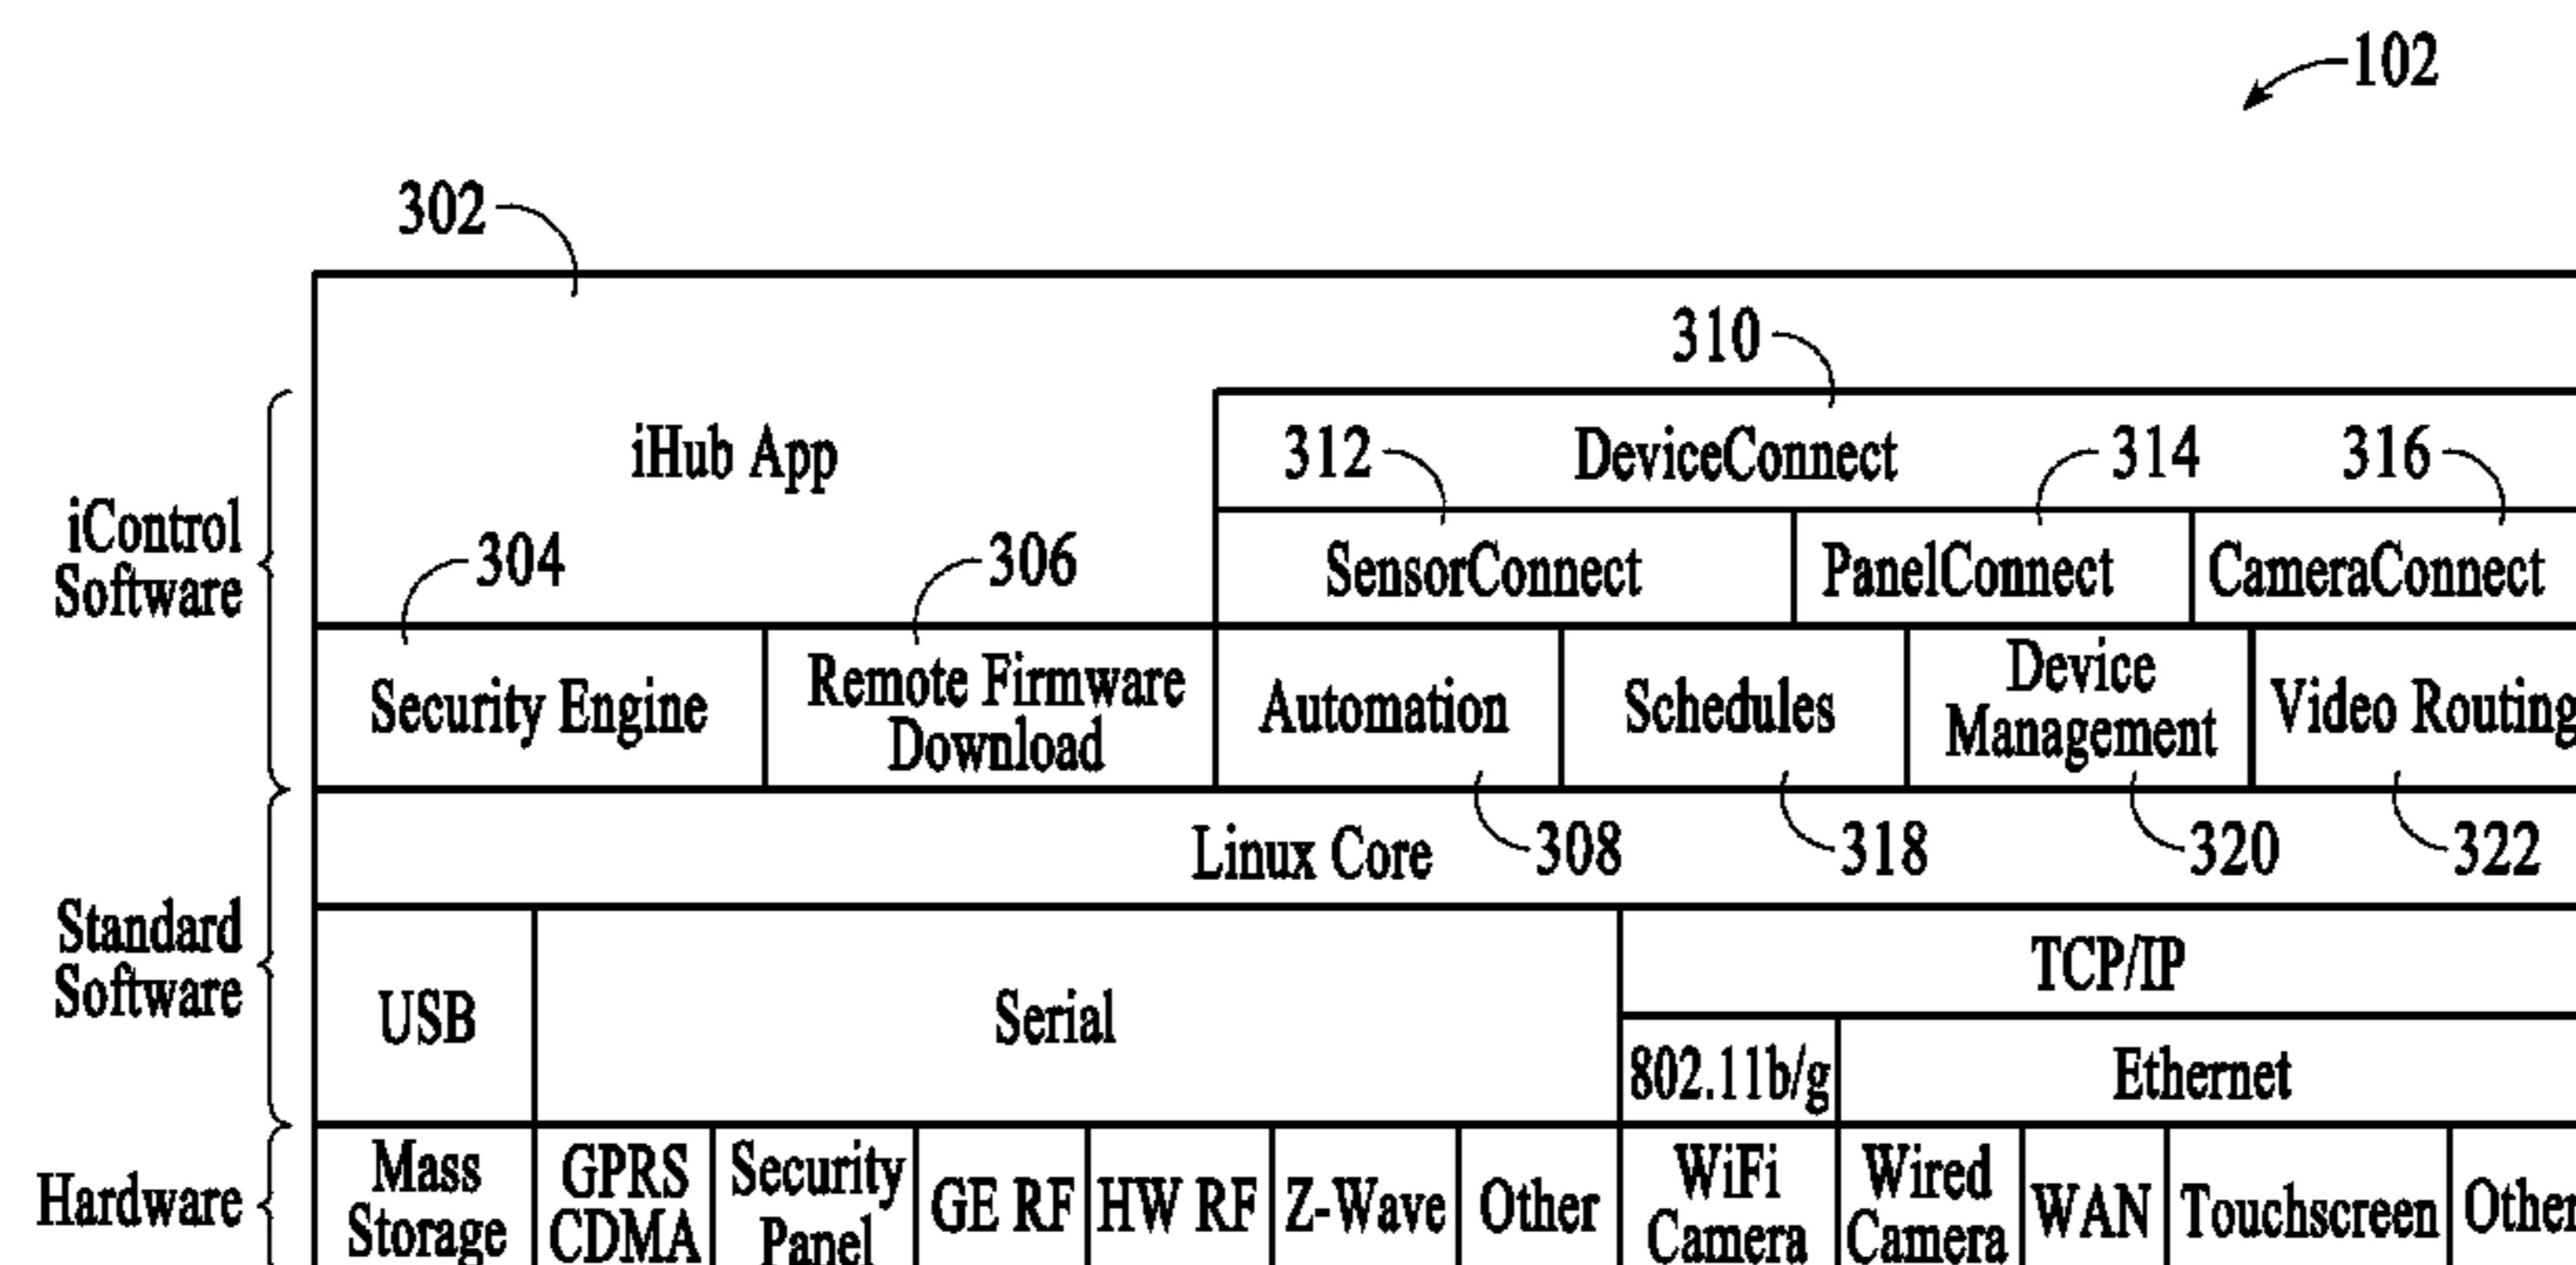 102
302
310
iHub App
312
DeviceConnect
314
316
iControl
Software
304
306
SensorConnect
PanelConnect
CameraConnect
Security Engine
Remote Firmware
Download
Automation
Schedules
Device
Management
Video Routing
Linux Core
308
318
320
322
Standard
Software
USB
Serial
TCP/IP
802.11b/g
Ethernet
Hardware
Mass
Storage
GPRS
CDMA
Security
Panel
GE RF
HW RF
Z-Wave
Other
WiFi
Camera
Wired
Camera
WAN
Touchscreen
Other